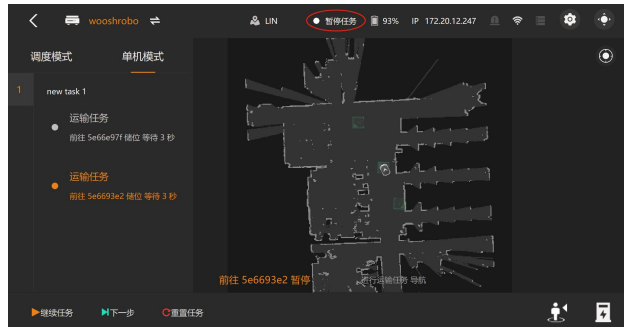 wooshrobo ⇌ LIN 暂停任务 93% IP 172.20.12.247
调度模式 单机模式
1 new task 1
运输任务
前往 5e66e97f 储位 等待 3 秒
运输任务
前往 5e6693e2 储位 等待 3 秒
前往 5e6693e2 暂停 运行运输任务 导航
继续任务 下一步 重置任务